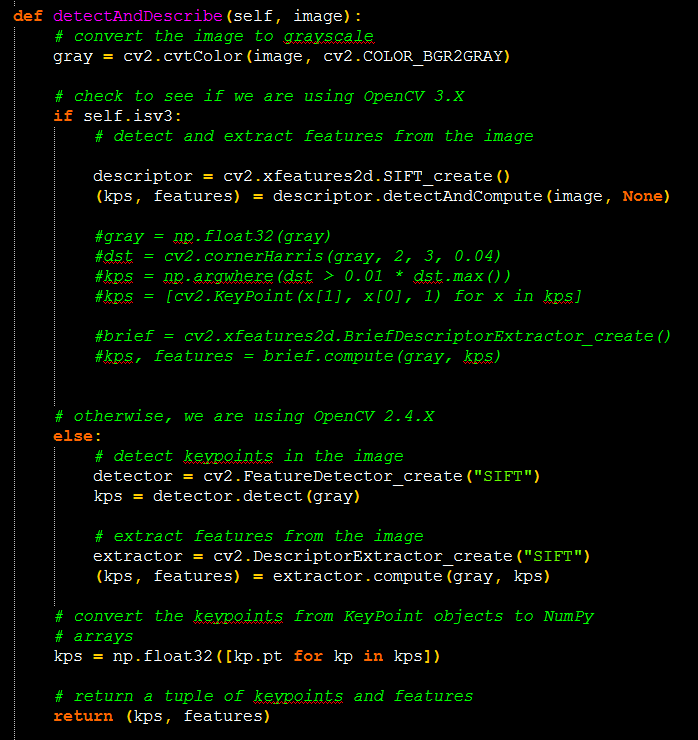 def detectAndDescribe(self, image):
    # convert the image to grayscale
    gray = cv2.cvtColor(image, cv2.COLOR_BGR2GRAY)
    # check to see if we are using OpenCV 3.X
    if self.isv3:
        # detect and extract features from the image
        descriptor = cv2.xfeatures2d.SIFT_create()
        (kps, features) = descriptor.detectAndCompute(image, None)
        #gray = np.float32(gray)
        #dst = cv2.cornerHarris(gray, 2, 3, 0.04)
        #kps = np.argwhere(dst > 0.01 * dst.max())
        #kps = [cv2.KeyPoint(x[1], x[0], 1) for x in kps]
        #brief = cv2.xfeatures2d.BriefDescriptorExtractor_create()
        #kps, features = brief.compute(gray, kps)
    # otherwise, we are using OpenCV 2.4.X
    else:
        # detect keypoints in the image
        detector = cv2.FeatureDetector_create("SIFT")
        kps = detector.detect(gray)
        # extract features from the image
        extractor = cv2.DescriptorExtractor_create("SIFT")
        (kps, features) = extractor.compute(gray, kps)
    # convert the keypoints from KeyPoint objects to NumPy
    # arrays
    kps = np.float32([kp.pt for kp in kps])
    # return a tuple of keypoints and features
    return (kps, features)